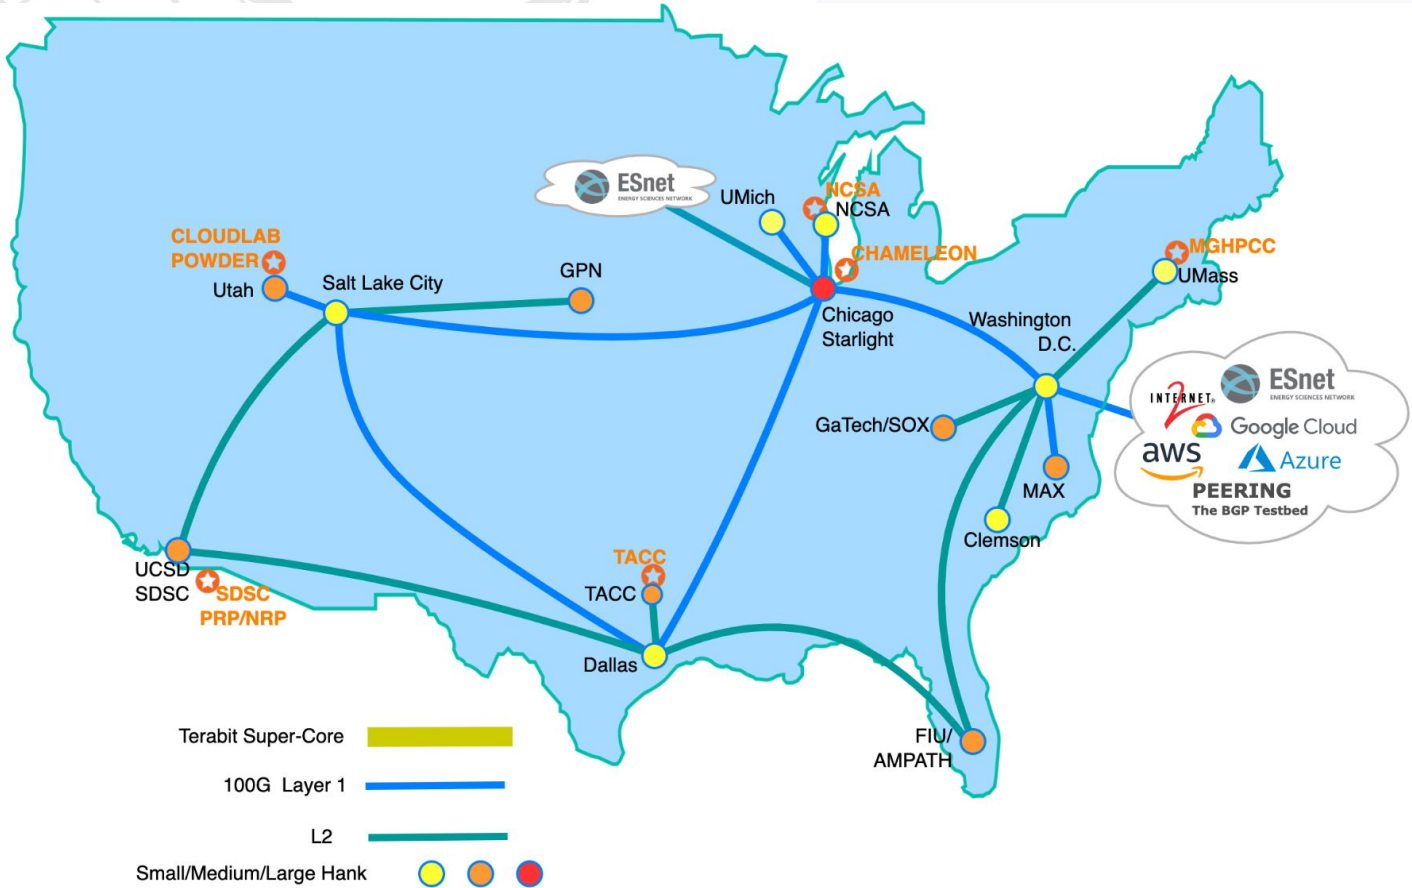 ESnet
ENERGY SCIENCES NETWORK
UMich
NCSA
NCSA
CHAMELEON
CLOUDLAB
POWDER
Utah
Salt Lake City
GPN
Chicago
Starlight
Washington
D.C.
MGHPCC
UMass
GaTech/SOX
MAX
Clemson
INTERNET
2
ESnet
ENERGY SCIENCES NETWORK
Google Cloud
aws
Azure
PEERING
The BGP Testbed
UCSD
SDSC
SDSC
PRP/NRP
TACC
TACC
Dallas
FIU/
AMPATH
Terabit Super-Core
100G Layer 1
L2
Small/Medium/Large Hank